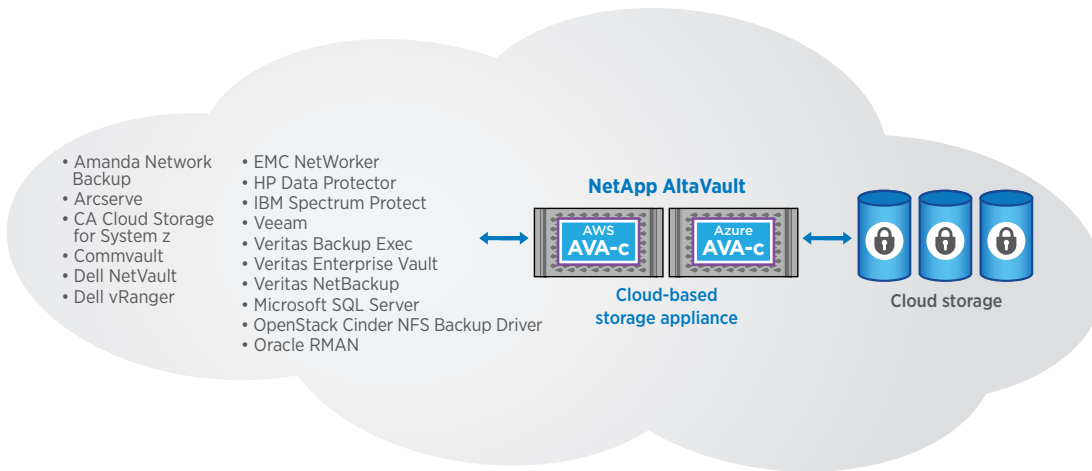 • Amanda Network
Backup
• Arcserve
• CA Cloud Storage
for System z
• Commvault
• Dell NetVault
• Dell vRanger
• EMC NetWorker
• HP Data Protector
• IBM Spectrum Protect
• Veeam
• Veritas Backup Exec
• Veritas Enterprise Vault
• Veritas NetBackup
• Microsoft SQL Server
• OpenStack Cinder NFS Backup Driver
• Oracle RMAN
NetApp AltaVault
AWS
AVA-c
Azure
AVA-c
Cloud-based
storage appliance
Cloud storage